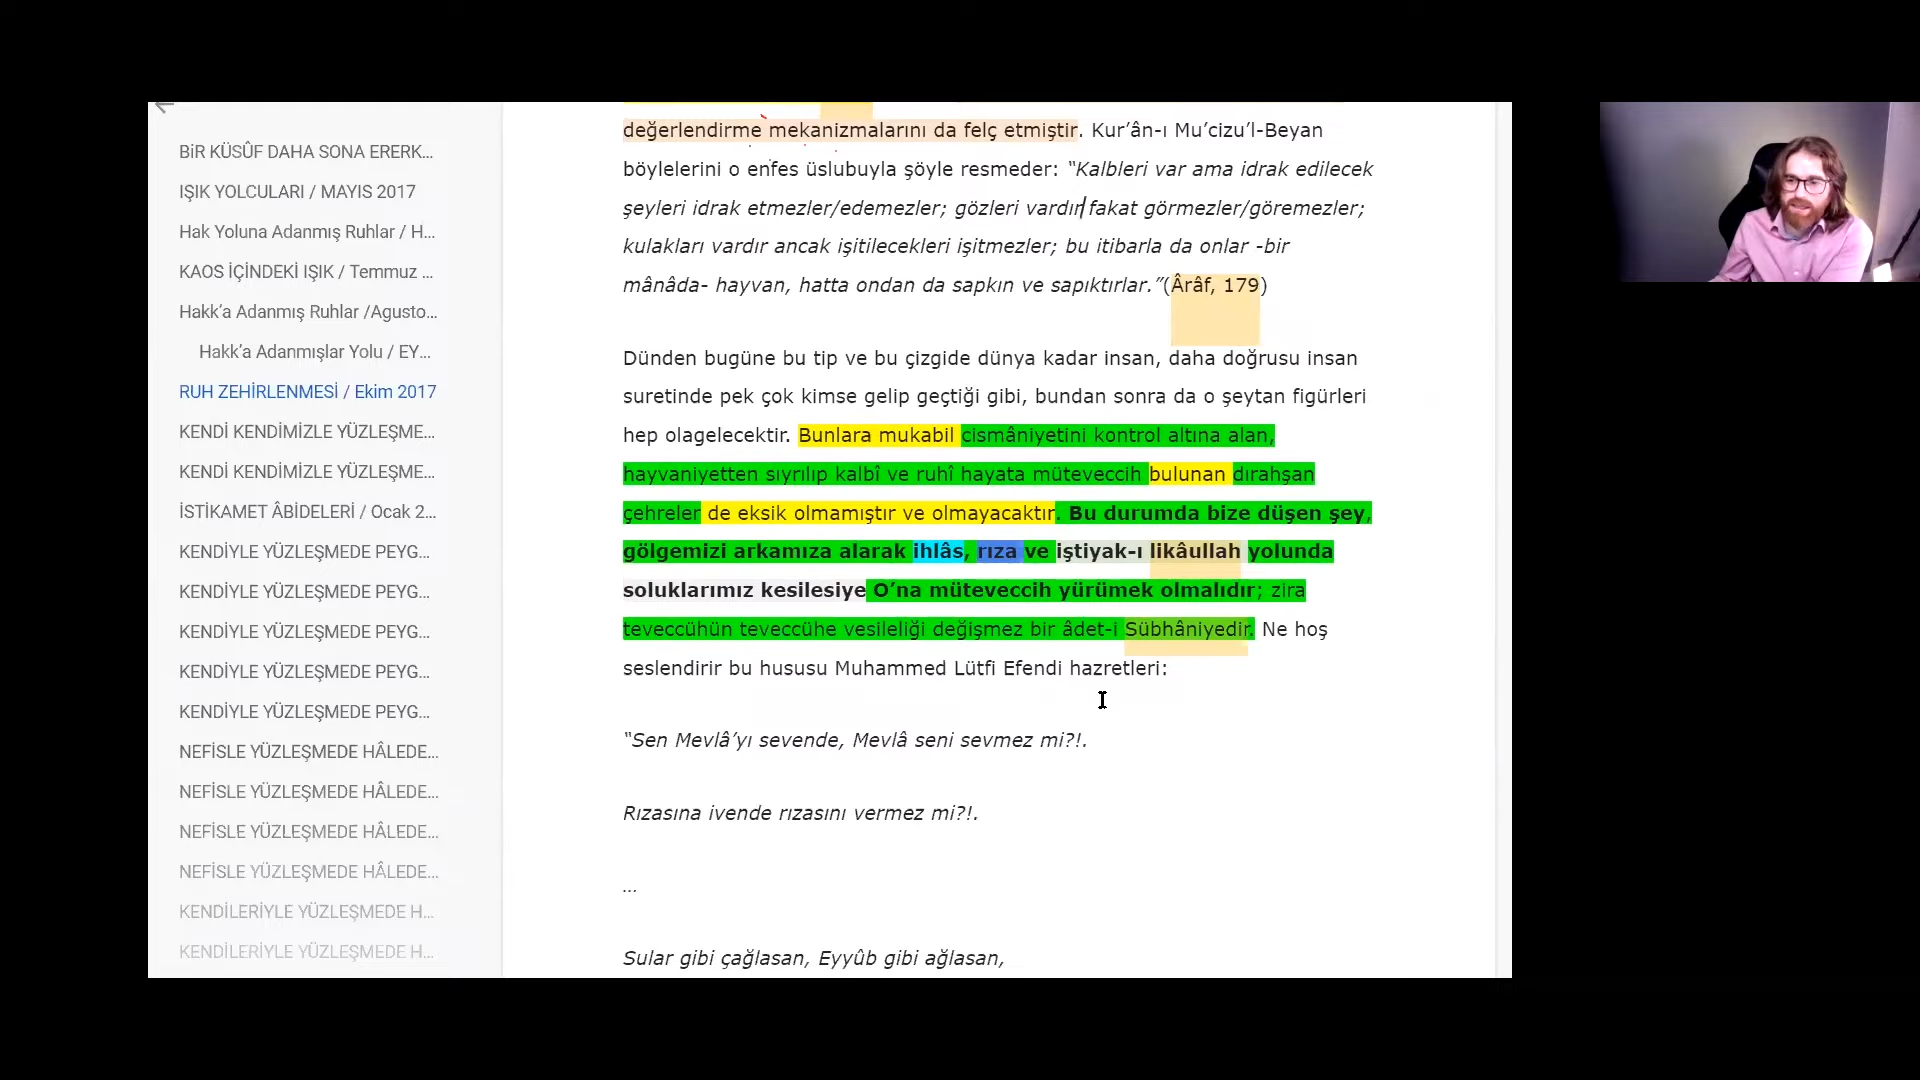 BİR KÜSÛF DAHA SONA ERERK...
IŞIK YOLCULARI / MAYIS 2017
Hak Yoluna Adanmış Ruhlar / H...
KAOS İÇİNDEKİ IŞIK / Temmuz ...
Hakk’a Adanmış Ruhlar /Agusto...
Hakk’a Adanmışlar Yolu / EY...
RUH ZEHİRLENMESİ / Ekim 2017
KENDİ KENDİMİZLE YÜZLEŞME...
KENDİ KENDİMİZLE YÜZLEŞME...
İSTİKAMET ÂBİDELERİ / Ocak 2...
KENDİYLE YÜZLEŞMEDE PEYG...
KENDİYLE YÜZLEŞMEDE PEYG...
KENDİYLE YÜZLEŞMEDE PEYG...
KENDİYLE YÜZLEŞMEDE PEYG...
KENDİYLE YÜZLEŞMEDE PEYG...
NEFİSLE YÜZLEŞMEDE HÂLEDE...
NEFİSLE YÜZLEŞMEDE HÂLEDE...
NEFİSLE YÜZLEŞMEDE HÂLEDE...
NEFİSLE YÜZLEŞMEDE HÂLEDE...
KENDİLERİYLE YÜZLEŞMEDE H...
KENDİLERİYLE YÜZLEŞMEDE H...
değerlendirme mekanizmalarını da felç etmiştir. Kur’ân-ı Mu’cizu’l-Beyan
böylelerini o enfes üslubuyla şöyle resmeder: “Kalbleri var ama idrak edilecek
şeyleri idrak etmezler/edemezler; gözleri vardır fakat görmezler/göremezler;
kulakları vardır ancak işitilecekleri işitmezler; bu itibarla da onlar -bir
mânâda- hayvan, hatta ondan da sapkın ve sapıktırlar.”(Ârâf, 179)
Dünden bugüne bu tip ve bu çizgide dünya kadar insan, daha doğrusu insan
suretinde pek çok kimse gelip geçtiği gibi, bundan sonra da o şeytan figürleri
hep olagelecektir. Bunlara mukabil cismâniyetini kontrol altına alan,
hayvaniyetten sıyrılıp kalbî ve ruhî hayata müteveccih bulunan dırahşan
çehreler de eksik olmamıştır ve olmayacaktır. Bu durumda bize düşen şey,
gölgemizi arkamıza alarak ihlâs, rıza ve iştiyak-ı likâullah yolunda
soluklarımız kesilesiye O’na müteveccih yürümek olmalıdır; zira
teveccühün teveccühe vesileliği değişmez bir âdet-i Sübhâniyedir. Ne hoş
seslendirir bu hususu Muhammed Lütfi Efendi hazretleri:
“Sen Mevlâ’yı sevende, Mevlâ seni sevmez mi?!.
Rızasına ivende rızasını vermez mi?!.
...
Sular gibi çağlasan, Eyyûb gibi ağlasan,